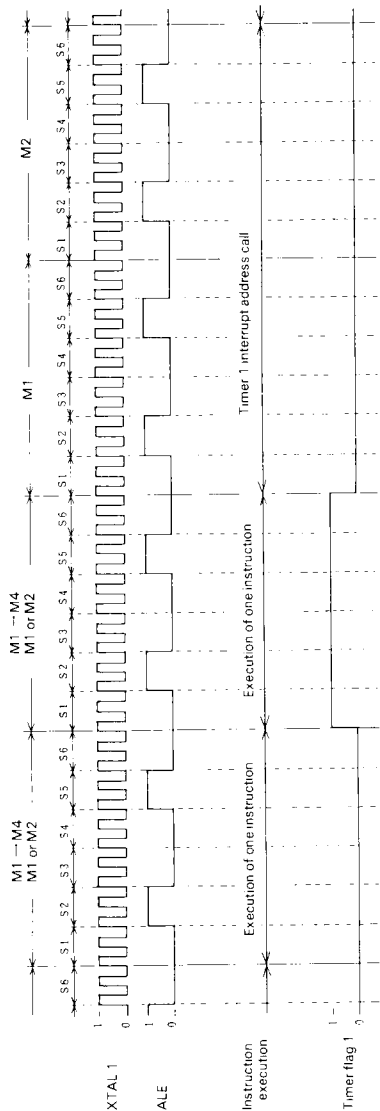 M1→M4
M1 or M2
M1→M4
M1 or M2
M1
M2
S6 S1 S2 S3 S4 S5 S6 S1 S2 S3 S4 S5 S6 S1 S2 S3 S4 S5 S6 S1 S2 S3 S4 S5 S6
XTAL 1
1
0
ALE
1
0
Instruction
execution
Execution of one instruction
Execution of one instruction
Timer 1 interrupt address call
Timer flag 1
1
0